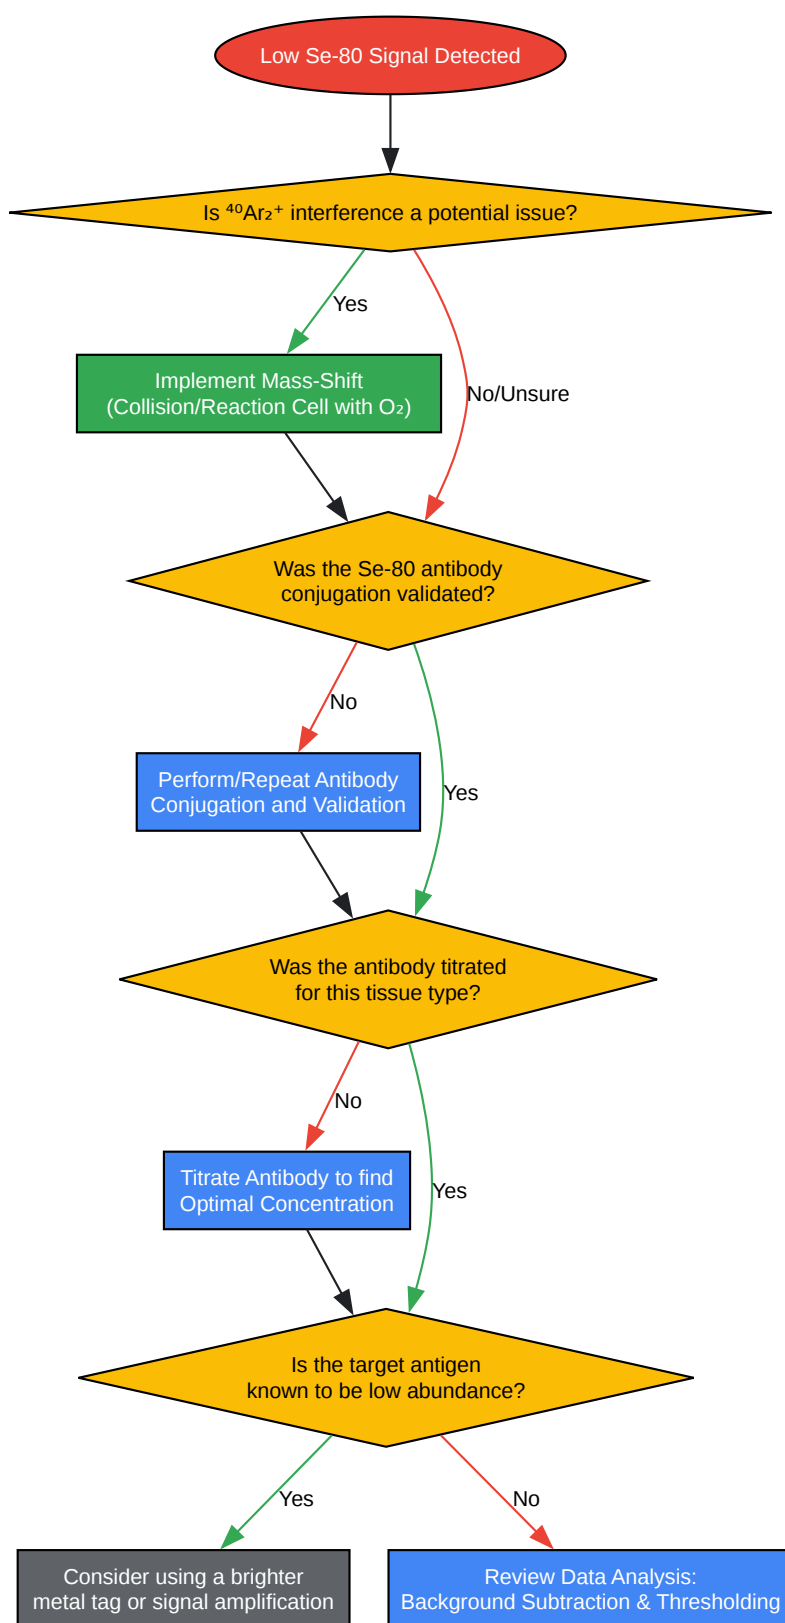 Low Se-80 Signal Detected
Is ⁴⁰Ar₂⁺ interference a potential issue?
Yes
Implement Mass-Shift
(Collision/Reaction Cell with O₂)
No/Unsure
Was the Se-80 antibody
conjugation validated?
No
Perform/Repeat Antibody
Conjugation and Validation
Yes
Was the antibody titrated
for this tissue type?
No
Titrate Antibody to find
Optimal Concentration
Yes
Is the target antigen
known to be low abundance?
Yes
No
Consider using a brighter
metal tag or signal amplification
Review Data Analysis:
Background Subtraction & Thresholding